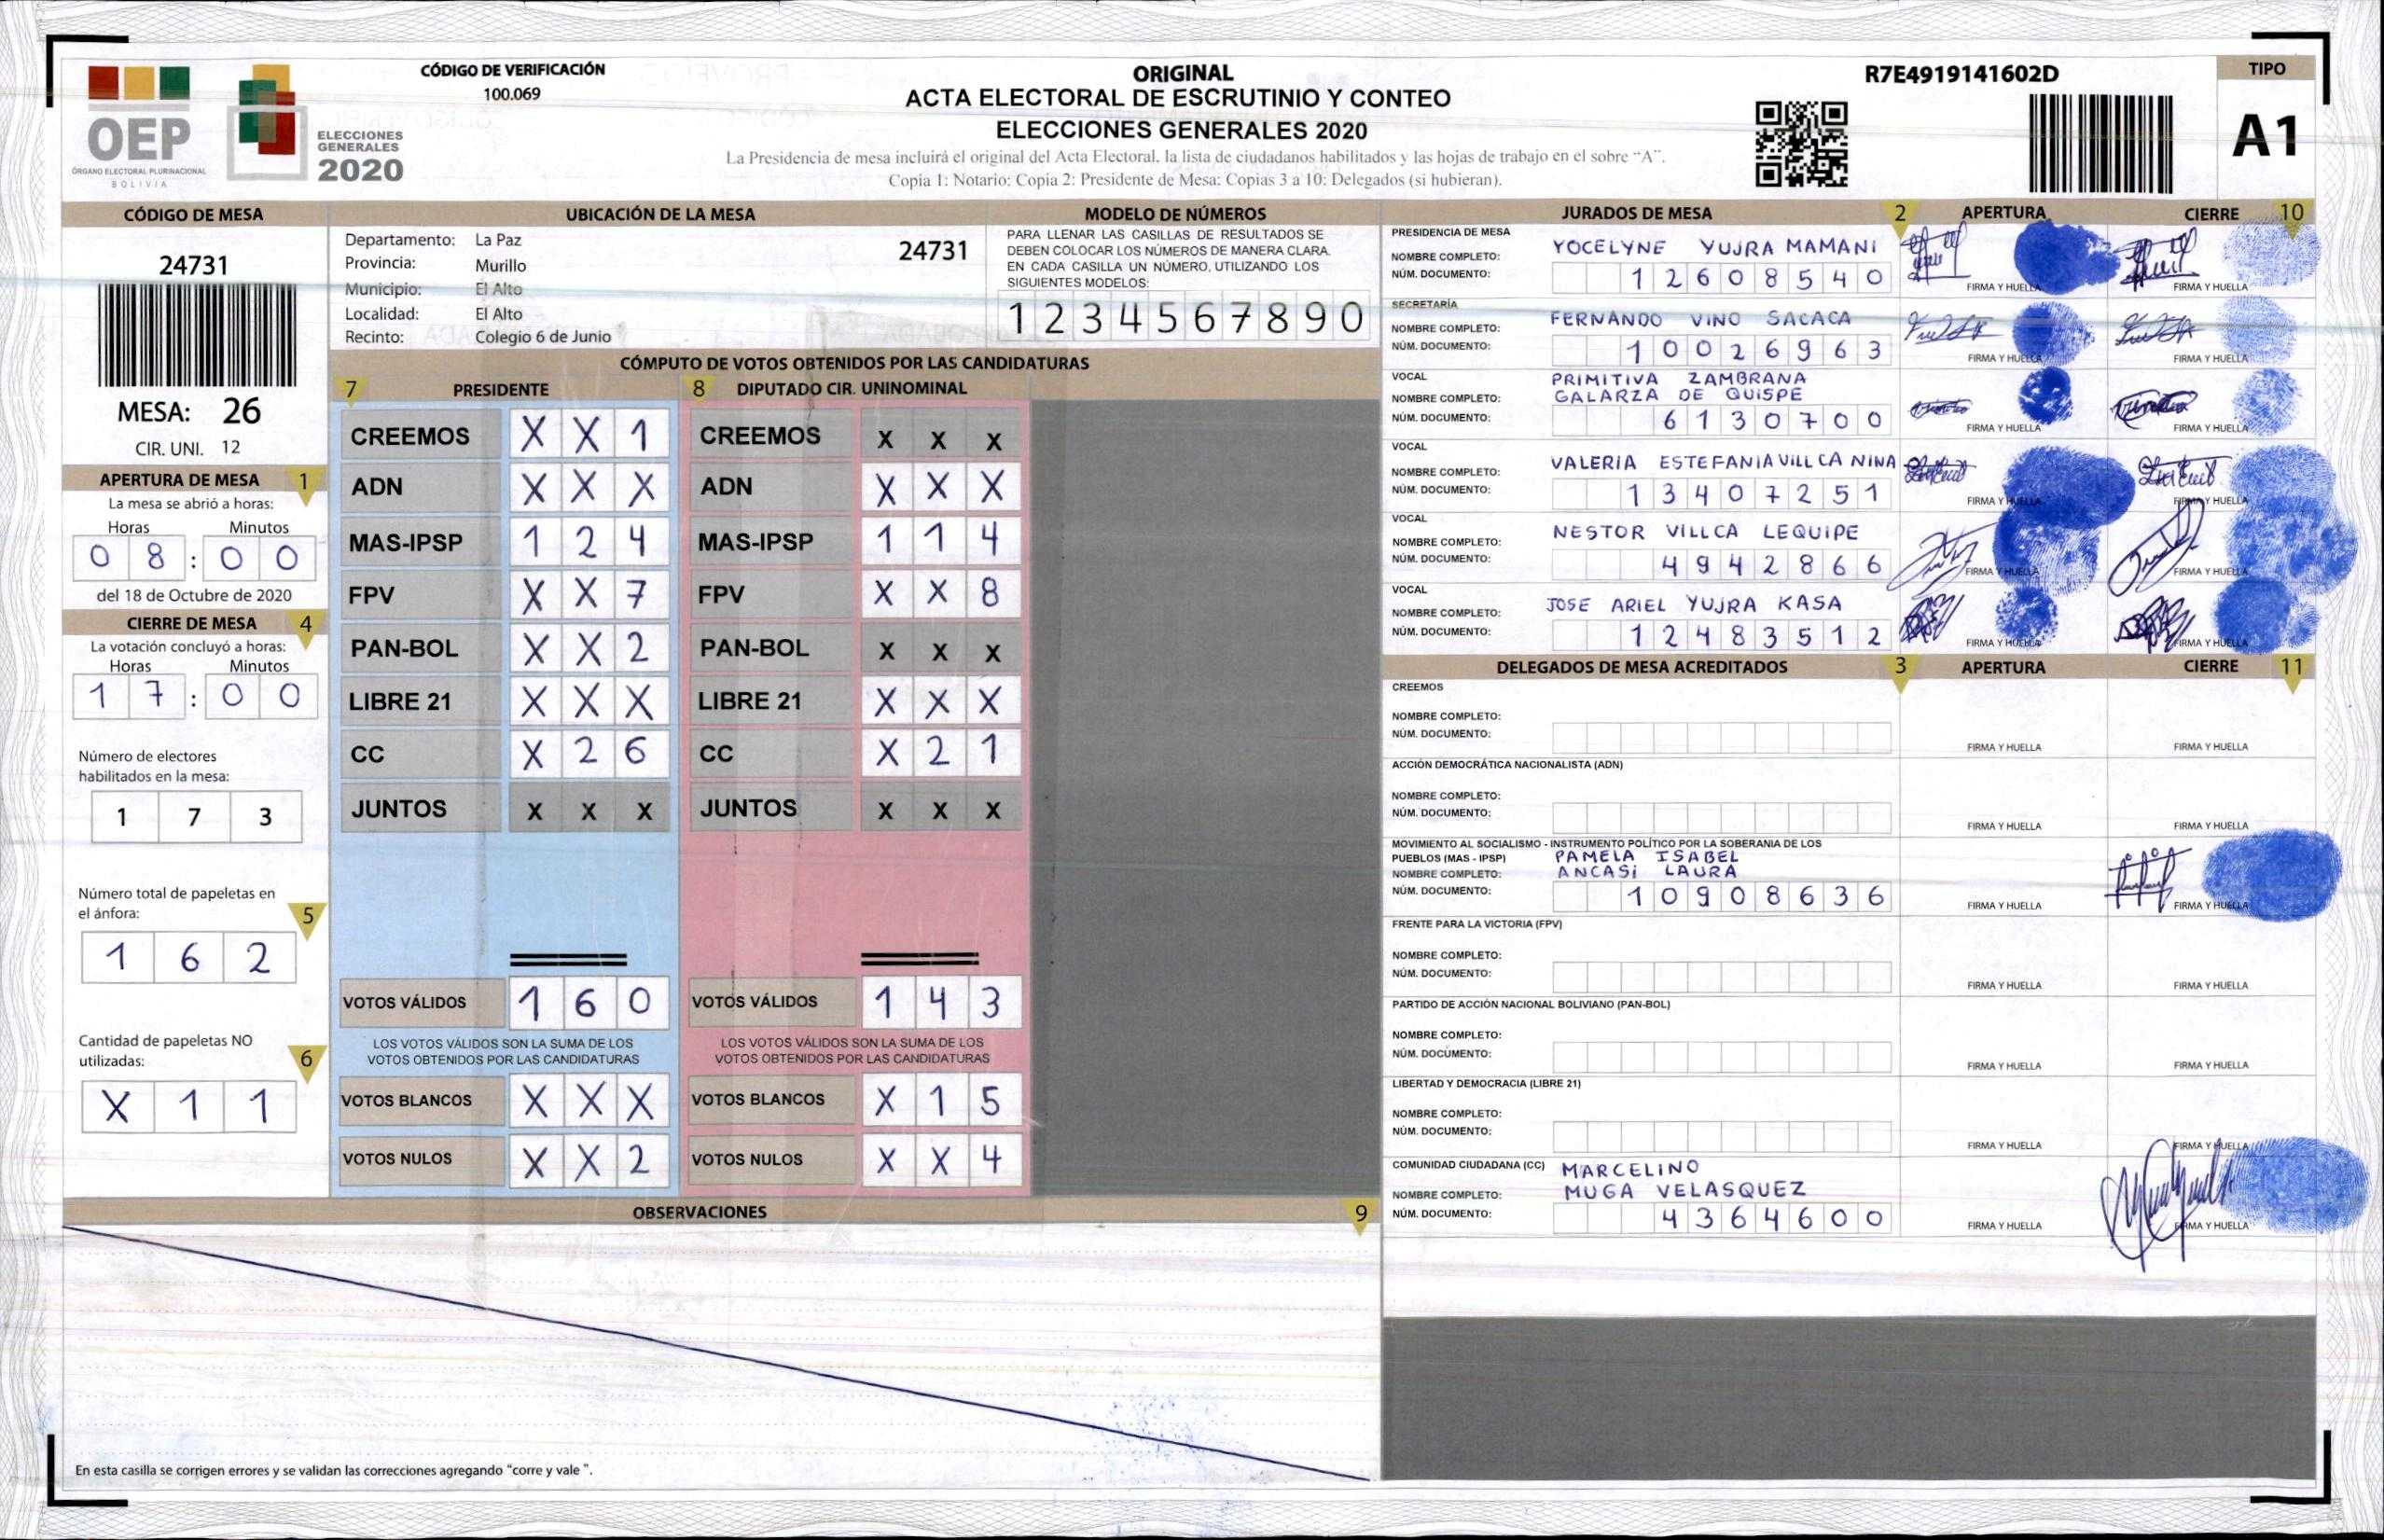 OEP
ÓRGANO ELECTORAL PLURINACIONAL
BOLIVIA
ELECCIONES
GENERALES
2020
CÓDIGO DE VERIFICACIÓN
100.069
ORIGINAL
ACTA ELECTORAL DE ESCRUTINIO Y CONTEO
ELECCIONES GENERALES 2020
La Presidencia de mesa incluirá el original del Acta Electoral, la lista de ciudadanos habilitados y las hojas de trabajo en el sobre “A”.
Copia 1: Notario: Copia 2: Presidente de Mesa: Copias 3 a 10: Delegados (si hubieran).
R7E4919141602D
TIPO
A1
CÓDIGO DE MESA
24731
MESA: 26
CIR. UNI. 12
APERTURA DE MESA 1
La mesa se abrió a horas:
Horas Minutos
0 8 : 0 0
del 18 de Octubre de 2020
CIERRE DE MESA 4
La votación concluyó a horas:
Horas Minutos
1 7 : 0 0
Número de electores
habilitados en la mesa:
1 7 3
Número total de papeletas en
el ánfora: 5
1 6 2
Cantidad de papeletas NO
utilizadas: 6
X 1 1
UBICACIÓN DE LA MESA
Departamento: La Paz
24731
Provincia: Murillo
Municipio: El Alto
Localidad: El Alto
Recinto: Colegio 6 de Junio
MODELO DE NÚMEROS
PARA LLENAR LAS CASILLAS DE RESULTADOS SE
DEBEN COLOCAR LOS NÚMEROS DE MANERA CLARA.
EN CADA CASILLA UN NÚMERO, UTILIZANDO LOS
SIGUIENTES MODELOS:
1 2 3 4 5 6 7 8 9 0
CÓMPUTO DE VOTOS OBTENIDOS POR LAS CANDIDATURAS
7 PRESIDENTE
CREEMOS X X 1
ADN X X X
MAS-IPSP 1 2 4
FPV X X 7
PAN-BOL X X 2
LIBRE 21 X X X
CC X 2 6
JUNTOS X X X
VOTOS VÁLIDOS 1 6 0
LOS VOTOS VÁLIDOS SON LA SUMA DE LOS
VOTOS OBTENIDOS POR LAS CANDIDATURAS
VOTOS BLANCOS X X X
VOTOS NULOS X X 2
8 DIPUTADO CIR. UNINOMINAL
CREEMOS X X X
ADN X X X
MAS-IPSP 1 1 4
FPV X X 8
PAN-BOL X X X
LIBRE 21 X X X
CC X 2 1
JUNTOS X X X
VOTOS VÁLIDOS 1 4 3
LOS VOTOS VÁLIDOS SON LA SUMA DE LOS
VOTOS OBTENIDOS POR LAS CANDIDATURAS
VOTOS BLANCOS X 1 5
VOTOS NULOS X X 4
OBSERVACIONES 9
En esta casilla se corrigen errores y se validan las correcciones agregando “corre y vale ”.
JURADOS DE MESA 2 APERTURA CIERRE 10
PRESIDENCIA DE MESA
NOMBRE COMPLETO: YOCELYNE YUJRA MAMANI
NÚM. DOCUMENTO: 1 2 6 0 8 5 4 0
FIRMA Y HUELLA FIRMA Y HUELLA
SECRETARÍA
NOMBRE COMPLETO: FERNANDO VINO SACACA
NÚM. DOCUMENTO: 1 0 0 2 6 9 6 3
FIRMA Y HUELLA FIRMA Y HUELLA
VOCAL
NOMBRE COMPLETO: PRIMITIVA ZAMBRANA
GALARZA DE QUISPE
NÚM. DOCUMENTO: 6 1 3 0 7 0 0
FIRMA Y HUELLA FIRMA Y HUELLA
VOCAL
NOMBRE COMPLETO: VALERIA ESTEFANIA VILLCA NINA
NÚM. DOCUMENTO: 1 3 4 0 7 2 5 1
FIRMA Y HUELLA FIRMA Y HUELLA
VOCAL
NOMBRE COMPLETO: NESTOR VILLCA LEQUIPE
NÚM. DOCUMENTO: 4 9 4 2 8 6 6
FIRMA Y HUELLA FIRMA Y HUELLA
VOCAL
NOMBRE COMPLETO: JOSE ARIEL YUJRA KASA
NÚM. DOCUMENTO: 1 2 4 8 3 5 1 2
FIRMA Y HUELLA FIRMA Y HUELLA
DELEGADOS DE MESA ACREDITADOS 3 APERTURA CIERRE 11
CREEMOS
NOMBRE COMPLETO:
NÚM. DOCUMENTO:
FIRMA Y HUELLA FIRMA Y HUELLA
ACCIÓN DEMOCRÁTICA NACIONALISTA (ADN)
NOMBRE COMPLETO:
NÚM. DOCUMENTO:
FIRMA Y HUELLA FIRMA Y HUELLA
MOVIMIENTO AL SOCIALISMO - INSTRUMENTO POLÍTICO POR LA SOBERANIA DE LOS
PUEBLOS (MAS - IPSP) PAMELA ISABEL
NOMBRE COMPLETO: ANCASI LAURA
NÚM. DOCUMENTO: 1 0 9 0 8 6 3 6
FIRMA Y HUELLA FIRMA Y HUELLA
FRENTE PARA LA VICTORIA (FPV)
NOMBRE COMPLETO:
NÚM. DOCUMENTO:
FIRMA Y HUELLA FIRMA Y HUELLA
PARTIDO DE ACCIÓN NACIONAL BOLIVIANO (PAN-BOL)
NOMBRE COMPLETO:
NÚM. DOCUMENTO:
FIRMA Y HUELLA FIRMA Y HUELLA
LIBERTAD Y DEMOCRACIA (LIBRE 21)
NOMBRE COMPLETO:
NÚM. DOCUMENTO:
FIRMA Y HUELLA FIRMA Y HUELLA
COMUNIDAD CIUDADANA (CC) MARCELINO
NOMBRE COMPLETO: MUGA VELASQUEZ
NÚM. DOCUMENTO: 4 3 6 4 6 0 0
FIRMA Y HUELLA FIRMA Y HUELLA